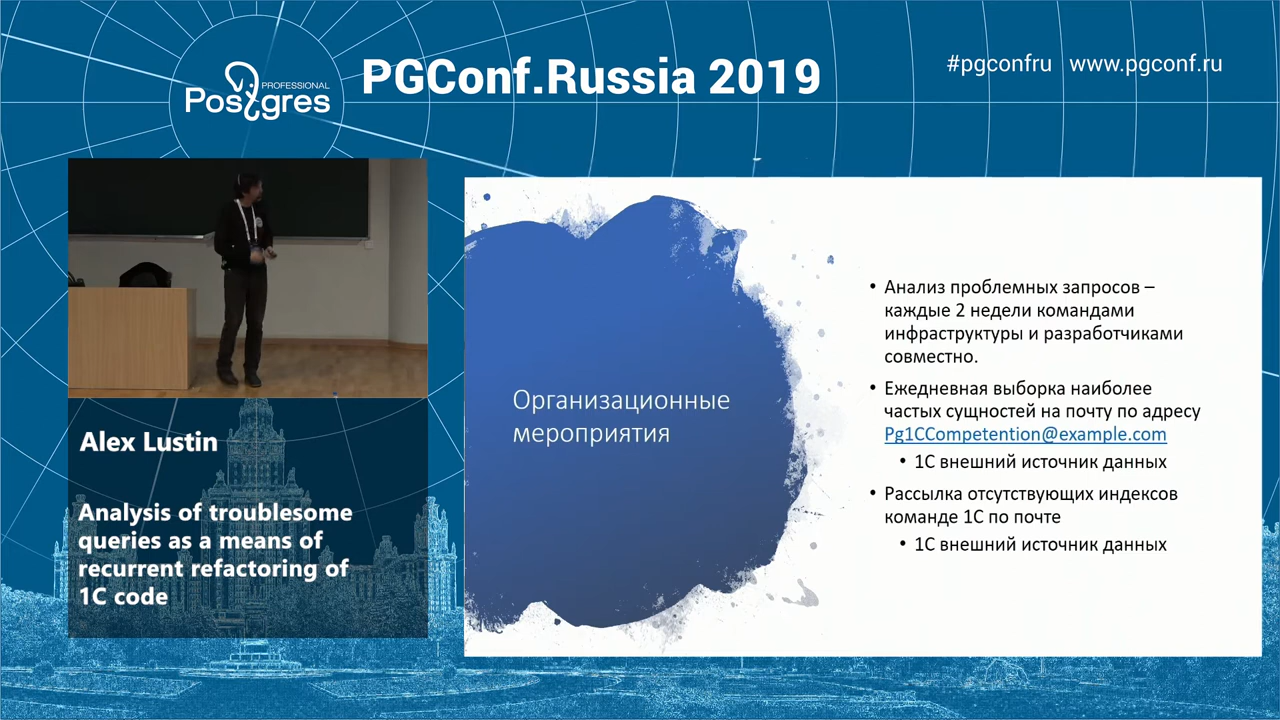 PROFESSIONAL
Postgres
PGConf.Russia 2019
#pgconfru www.pgconf.ru
Alex Lustin
Analysis of troublesome
queries as a means of
recurrent refactoring of
1C code
Организационные
мероприятия
• Анализ проблемных запросов –
каждые 2 недели командами
инфраструктуры и разработчиками
совместно.
• Ежедневная выборка наиболее
частых сущностей на почту по адресу
Pg1CCompetention@example.com
• 1С внешний источник данных
• Рассылка отсутствующих индексов
команде 1С по почте
• 1С внешний источник данных